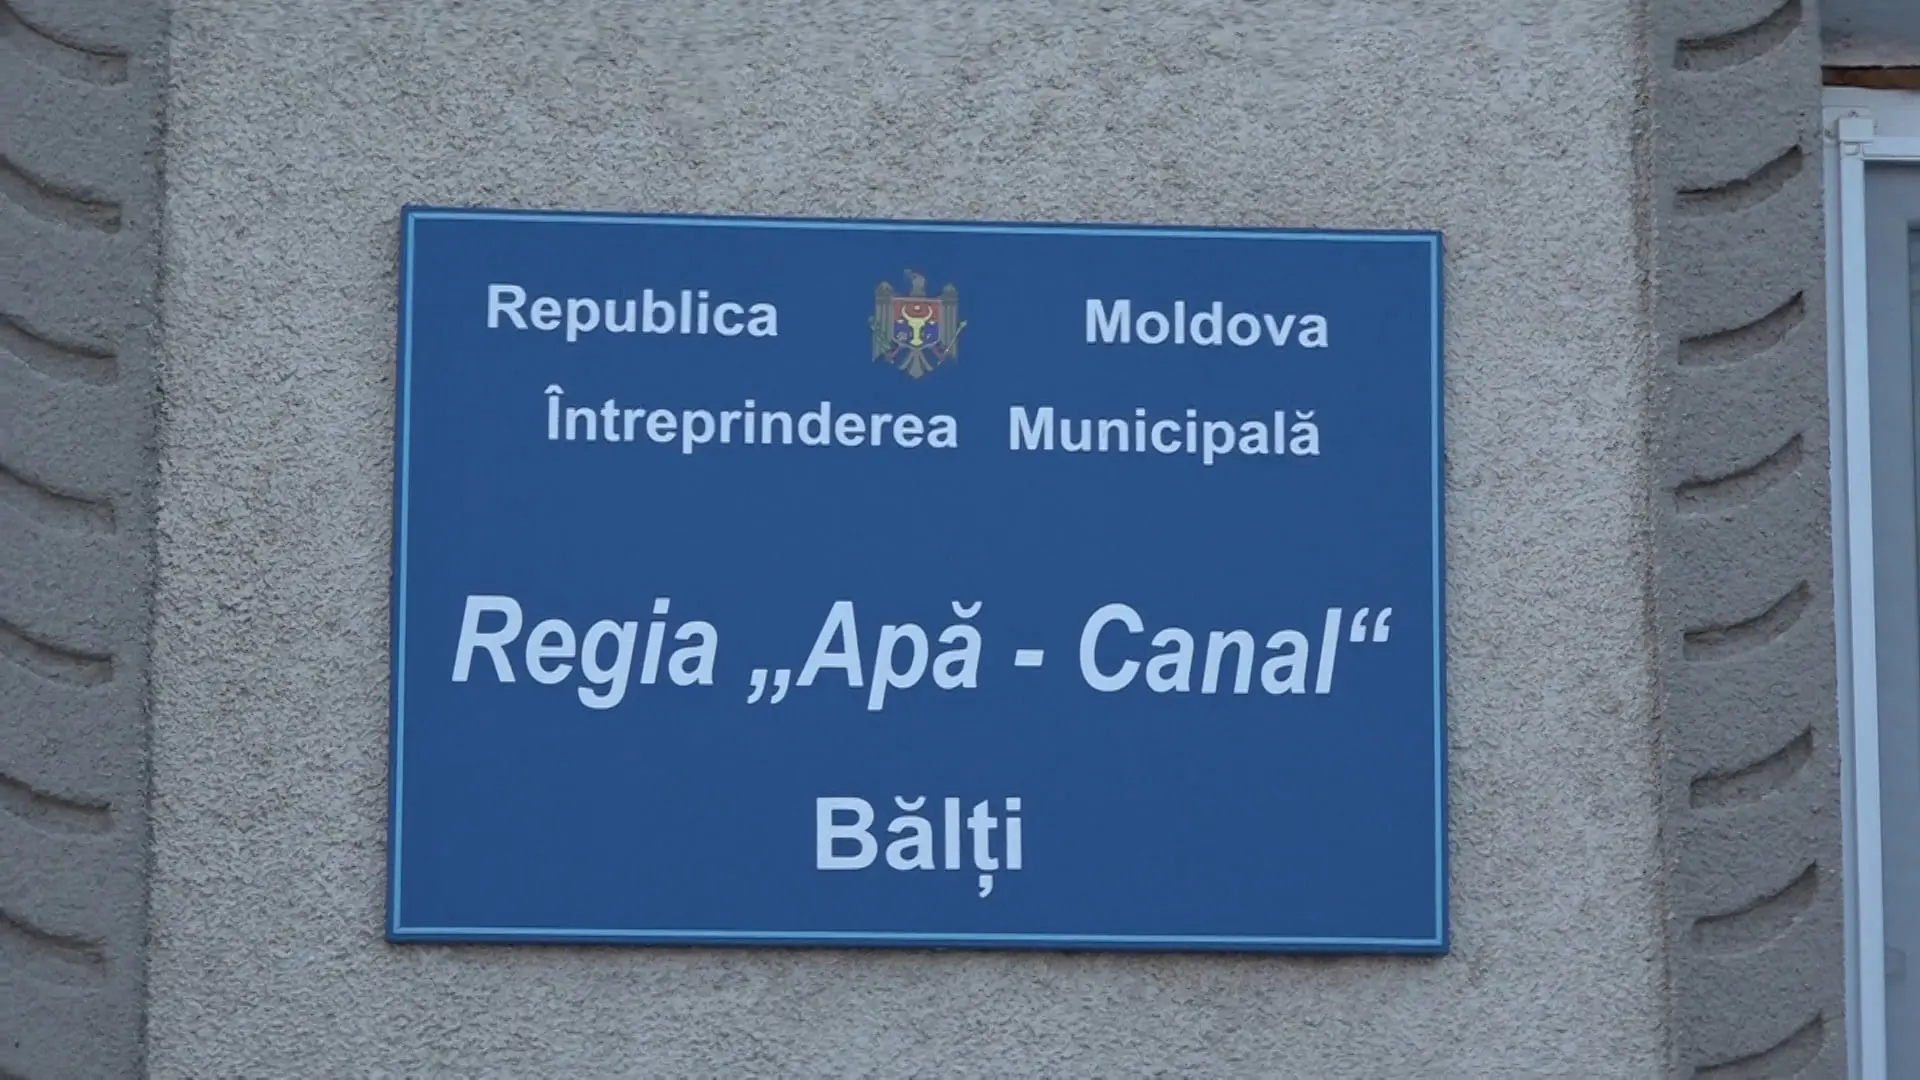 Republica Moldova
Întreprinderea Municipală
Regia „Apă - Canal“
Bălți